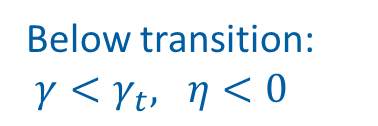 Below transition:
γ < γₜ, η < 0